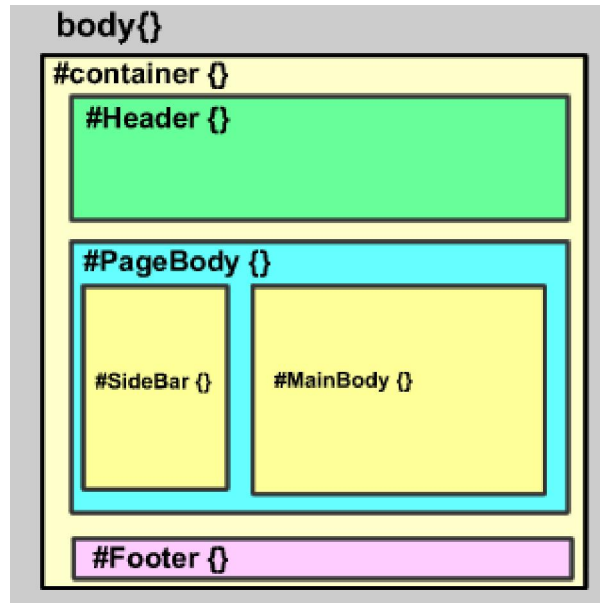 body{}
#container {}
#Header {}
#PageBody {}
#SideBar {}
#MainBody {}
#Footer {}